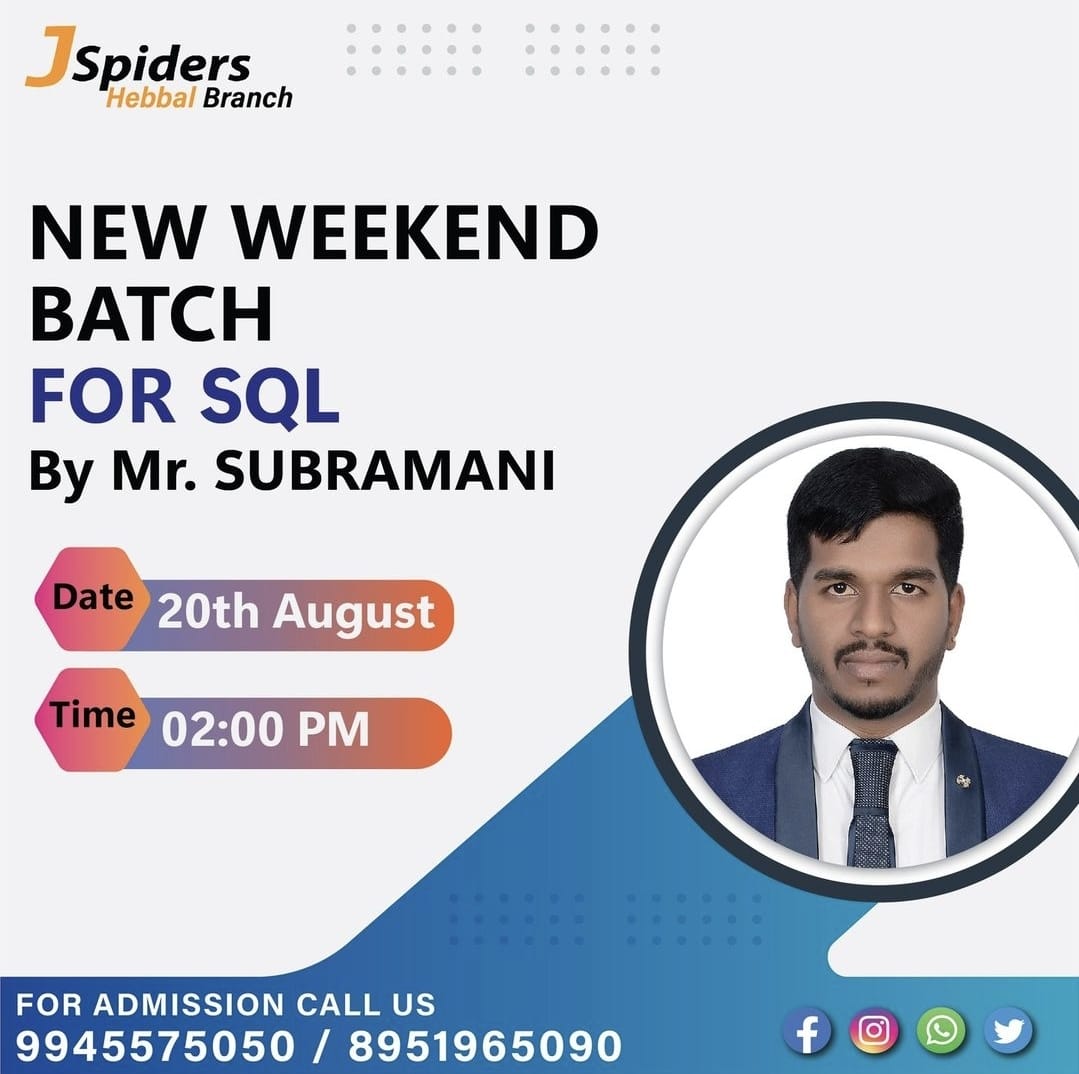 JSpiders
Hebbal Branch
NEW WEEKEND
BATCH
FOR SQL
By Mr. SUBRAMANI
Date 20th August
Time 02:00 PM
FOR ADMISSION CALL US
9945575050 / 8951965090